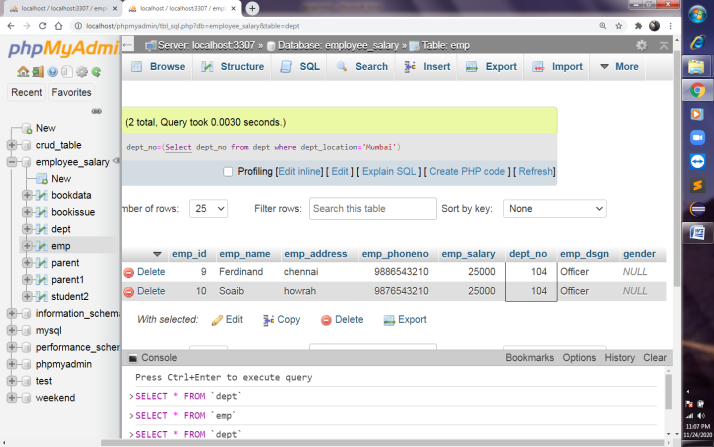 localhost:3307 / localhost / emp
localhost:3307 / localhost / emp
localhost/phpmyadmin/tbl_sql.php?db=employee_salary&table=dept
phpMyAdmi
Recent Favorites
New
crud_table
employee_salary
New
bookdata
bookissue
dept
emp
parent
parent1
student2
information_schema
mysql
performance_schem
phpmyadmin
test
weekend
Server: localhost:3307 » Database: employee_salary » Table: emp
Browse Structure SQL Search Insert Export Import More
(2 total, Query took 0.0030 seconds.)
dept_no=(Select dept_no from dept where dept_location='Mumbai')
Profiling [Edit inline] [ Edit ] [ Explain SQL ] [ Create PHP code ] [ Refresh]
mber of rows: 25 Filter rows: Search this table Sort by key: None
emp_id emp_name emp_address emp_phoneno emp_salary dept_no emp_dsgn gender
Delete 9 Ferdinand chennai 9886543210 25000 104 Officer NULL
Delete 10 Soaib howrah 9876543210 25000 104 Officer NULL
With selected: Edit Copy Delete Export
Console Bookmarks Options History Clear
Press Ctrl+Enter to execute query
>SELECT * FROM `dept`
>SELECT * FROM `emp`
>SELECT * FROM `dept`
11:07 PM
11/24/2020